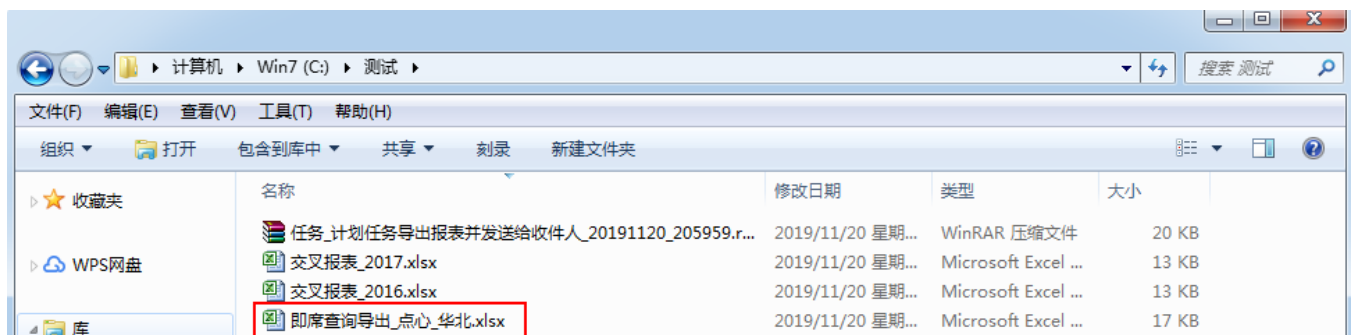 计算机 ▸ Win7 (C:) ▸ 测试 ▸
搜索 测试
文件(F) 编辑(E) 查看(V) 工具(T) 帮助(H)
组织 打开 包含到库中 共享 刻录 新建文件夹
收藏夹
WPS网盘
库
名称 修改日期 类型 大小
任务_计划任务导出报表并发送给收件人_20191120_205959.r... 2019/11/20 星期... WinRAR 压缩文件 20 KB
交叉报表_2017.xlsx 2019/11/20 星期... Microsoft Excel ... 13 KB
交叉报表_2016.xlsx 2019/11/20 星期... Microsoft Excel ... 13 KB
即席查询导出_点心_华北.xlsx 2019/11/20 星期... Microsoft Excel ... 17 KB